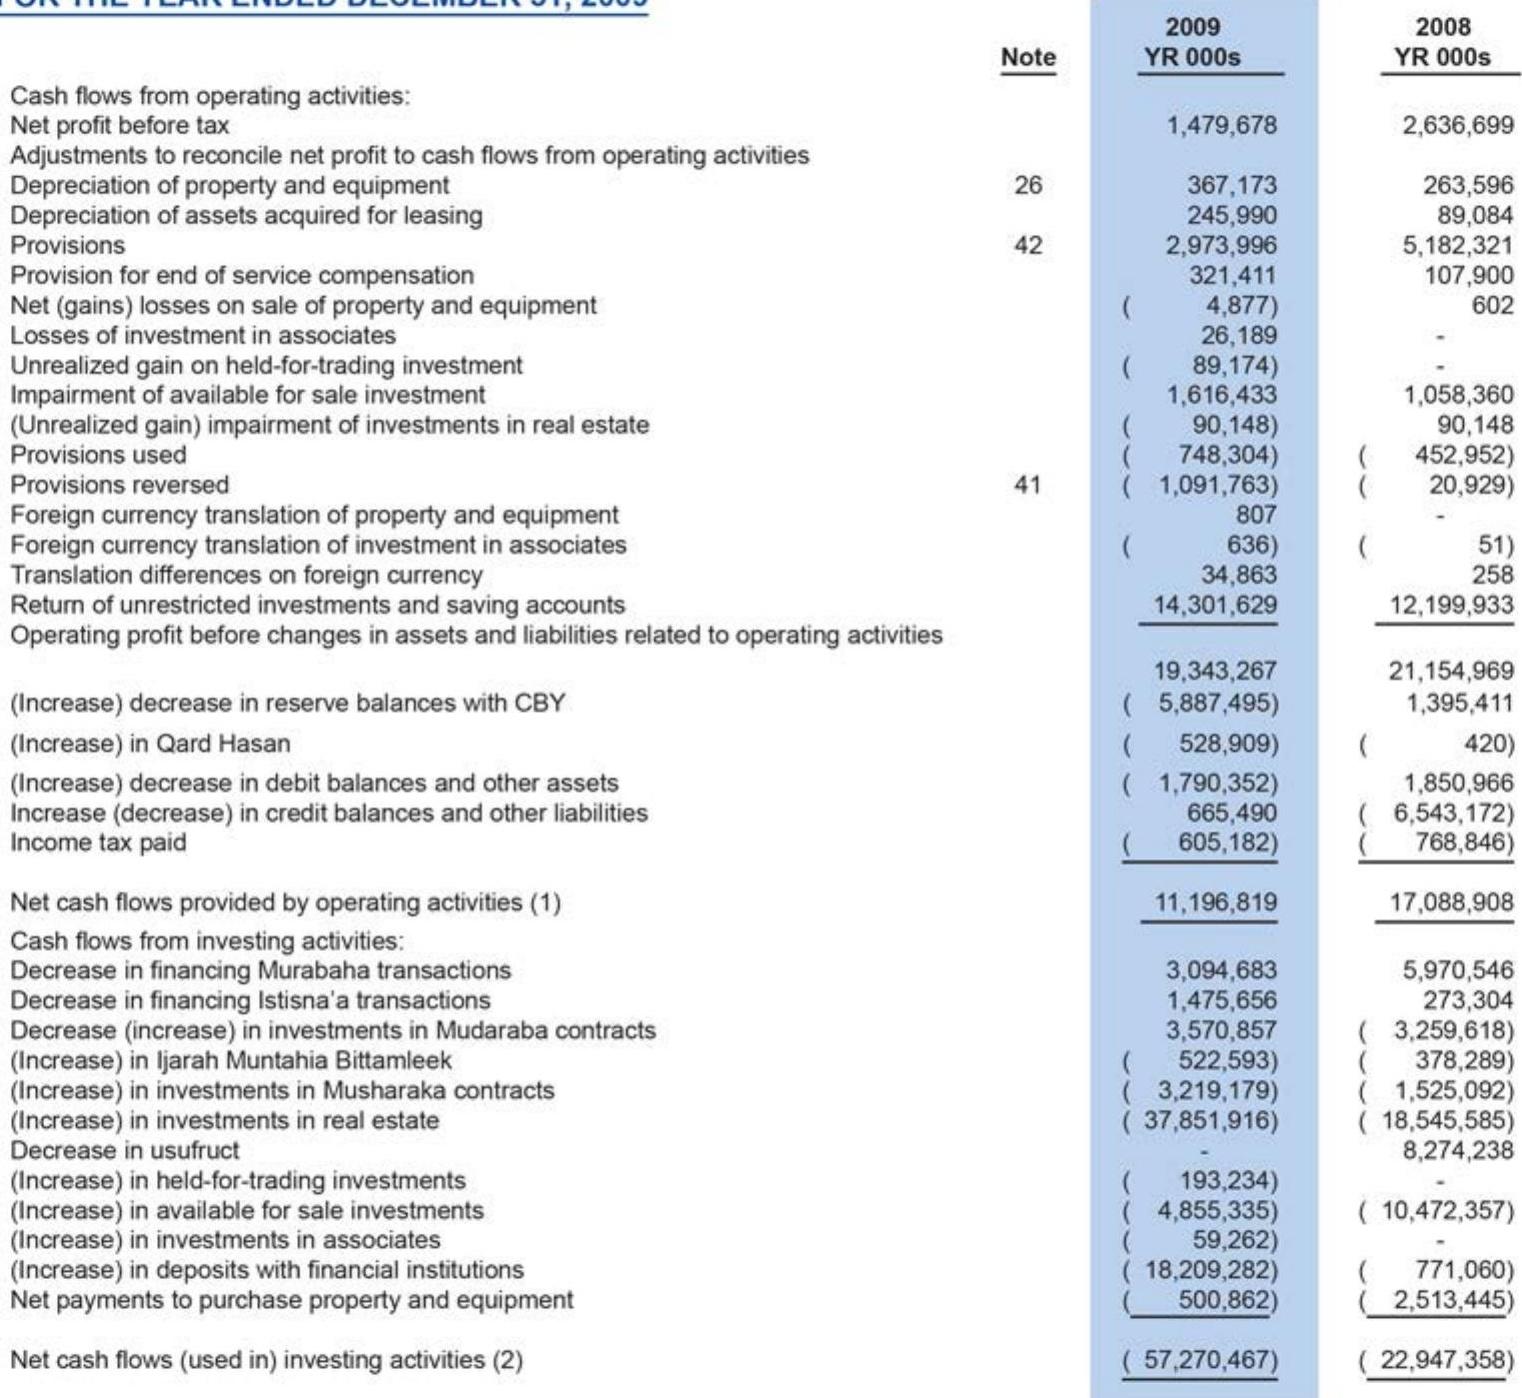 FOR THE YEAR ENDED DECEMBER 31, 2009
2009 2008
Note YR 000s YR 000s
Cash flows from operating activities:
Net profit before tax 1,479,678 2,636,699
Adjustments to reconcile net profit to cash flows from operating activities
Depreciation of property and equipment 26 367,173 263,596
Depreciation of assets acquired for leasing 245,990 89,084
Provisions 42 2,973,996 5,182,321
Provision for end of service compensation 321,411 107,900
Net (gains) losses on sale of property and equipment ( 4,877) 602
Losses of investment in associates 26,189 -
Unrealized gain on held-for-trading investment ( 89,174) -
Impairment of available for sale investment 1,616,433 1,058,360
(Unrealized gain) impairment of investments in real estate ( 90,148) 90,148
Provisions used ( 748,304) ( 452,952)
Provisions reversed 41 ( 1,091,763) ( 20,929)
Foreign currency translation of property and equipment 807 -
Foreign currency translation of investment in associates ( 636) ( 51)
Translation differences on foreign currency 34,863 258
Return of unrestricted investments and saving accounts 14,301,629 12,199,933
Operating profit before changes in assets and liabilities related to operating activities
19,343,267 21,154,969
(Increase) decrease in reserve balances with CBY ( 5,887,495) 1,395,411
(Increase) in Qard Hasan ( 528,909) ( 420)
(Increase) decrease in debit balances and other assets ( 1,790,352) 1,850,966
Increase (decrease) in credit balances and other liabilities 665,490 ( 6,543,172)
Income tax paid ( 605,182) ( 768,846)
Net cash flows provided by operating activities (1) 11,196,819 17,088,908
Cash flows from investing activities:
Decrease in financing Murabaha transactions 3,094,683 5,970,546
Decrease in financing Istisna'a transactions 1,475,656 273,304
Decrease (increase) in investments in Mudaraba contracts 3,570,857 ( 3,259,618)
(Increase) in Ijarah Muntahia Bittamleek ( 522,593) ( 378,289)
(Increase) in investments in Musharaka contracts ( 3,219,179) ( 1,525,092)
(Increase) in investments in real estate ( 37,851,916) ( 18,545,585)
Decrease in usufruct - 8,274,238
(Increase) in held-for-trading investments ( 193,234) -
(Increase) in available for sale investments ( 4,855,335) ( 10,472,357)
(Increase) in investments in associates ( 59,262) -
(Increase) in deposits with financial institutions ( 18,209,282) ( 771,060)
Net payments to purchase property and equipment ( 500,862) ( 2,513,445)
Net cash flows (used in) investing activities (2) ( 57,270,467) ( 22,947,358)